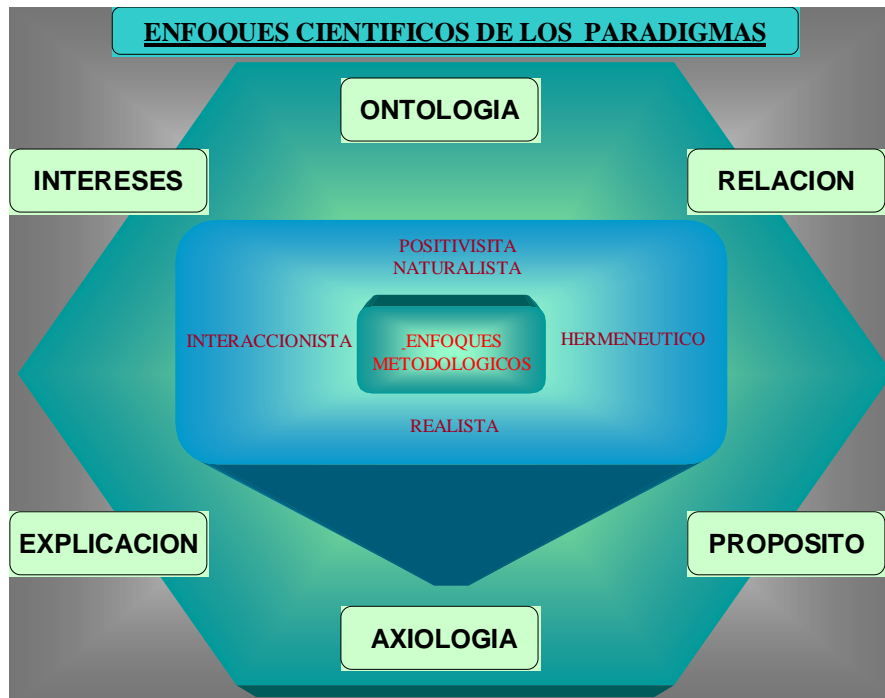 ENFOQUES CIENTIFICOS DE LOS PARADIGMAS
ONTOLOGIA
INTERESES
RELACION
POSITIVISITA
NATURALISTA
INTERACCIONISTA
ENFOQUES
METODOLOGICOS
HERMENEUTICO
REALISTA
EXPLICACION
PROPOSITO
AXIOLOGIA